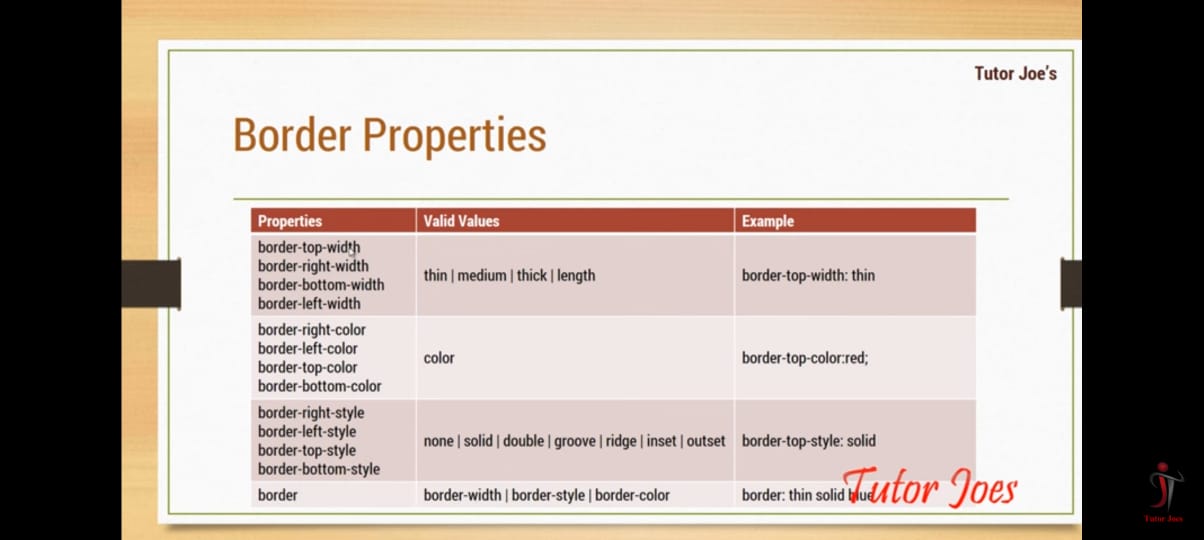 Tutor Joe's
Border Properties
Properties Valid Values Example
border-top-width
border-right-width
border-bottom-width
border-left-width
thin | medium | thick | length
border-top-width: thin
border-right-color
border-left-color
border-top-color
border-bottom-color
color
border-top-color:red;
border-right-style
border-left-style
border-top-style
border-bottom-style
none | solid | double | groove | ridge | inset | outset
border-top-style: solid
border
border-width | border-style | border-color
border: thin solid blue
Tutor Joes
Tutor Joes